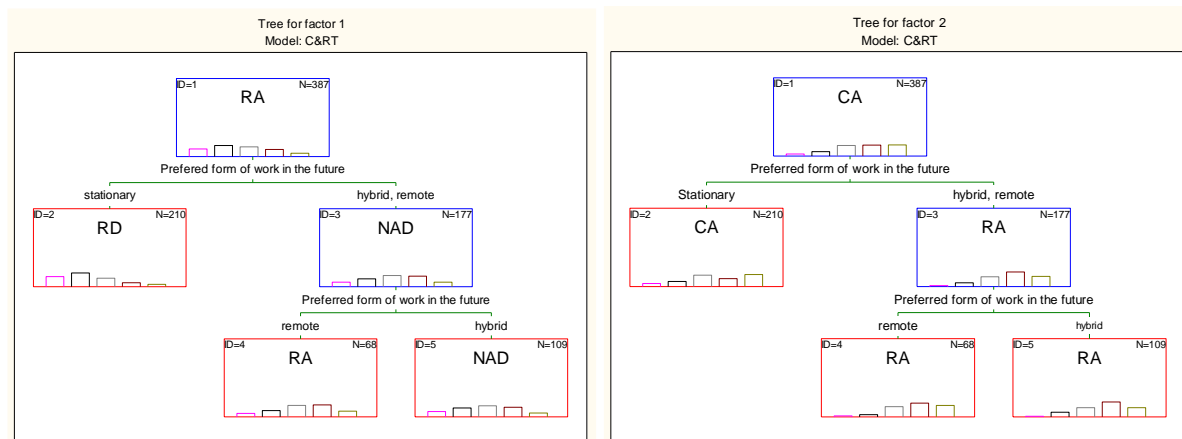 Tree for factor 1
Model: C&RT
ID=1 N=387
RA
Preferred form of work in the future
stationary hybrid, remote
ID=2 N=210
RD
ID=3 N=177
NAD
Preferred form of work in the future
remote hybrid
ID=4 N=68
RA
ID=5 N=109
NAD
Tree for factor 2
Model: C&RT
ID=1 N=387
CA
Preferred form of work in the future
Stationary hybrid, remote
ID=2 N=210
CA
ID=3 N=177
RA
Preferred form of work in the future
remote hybrid
ID=4 N=68
RA
ID=5 N=109
RA